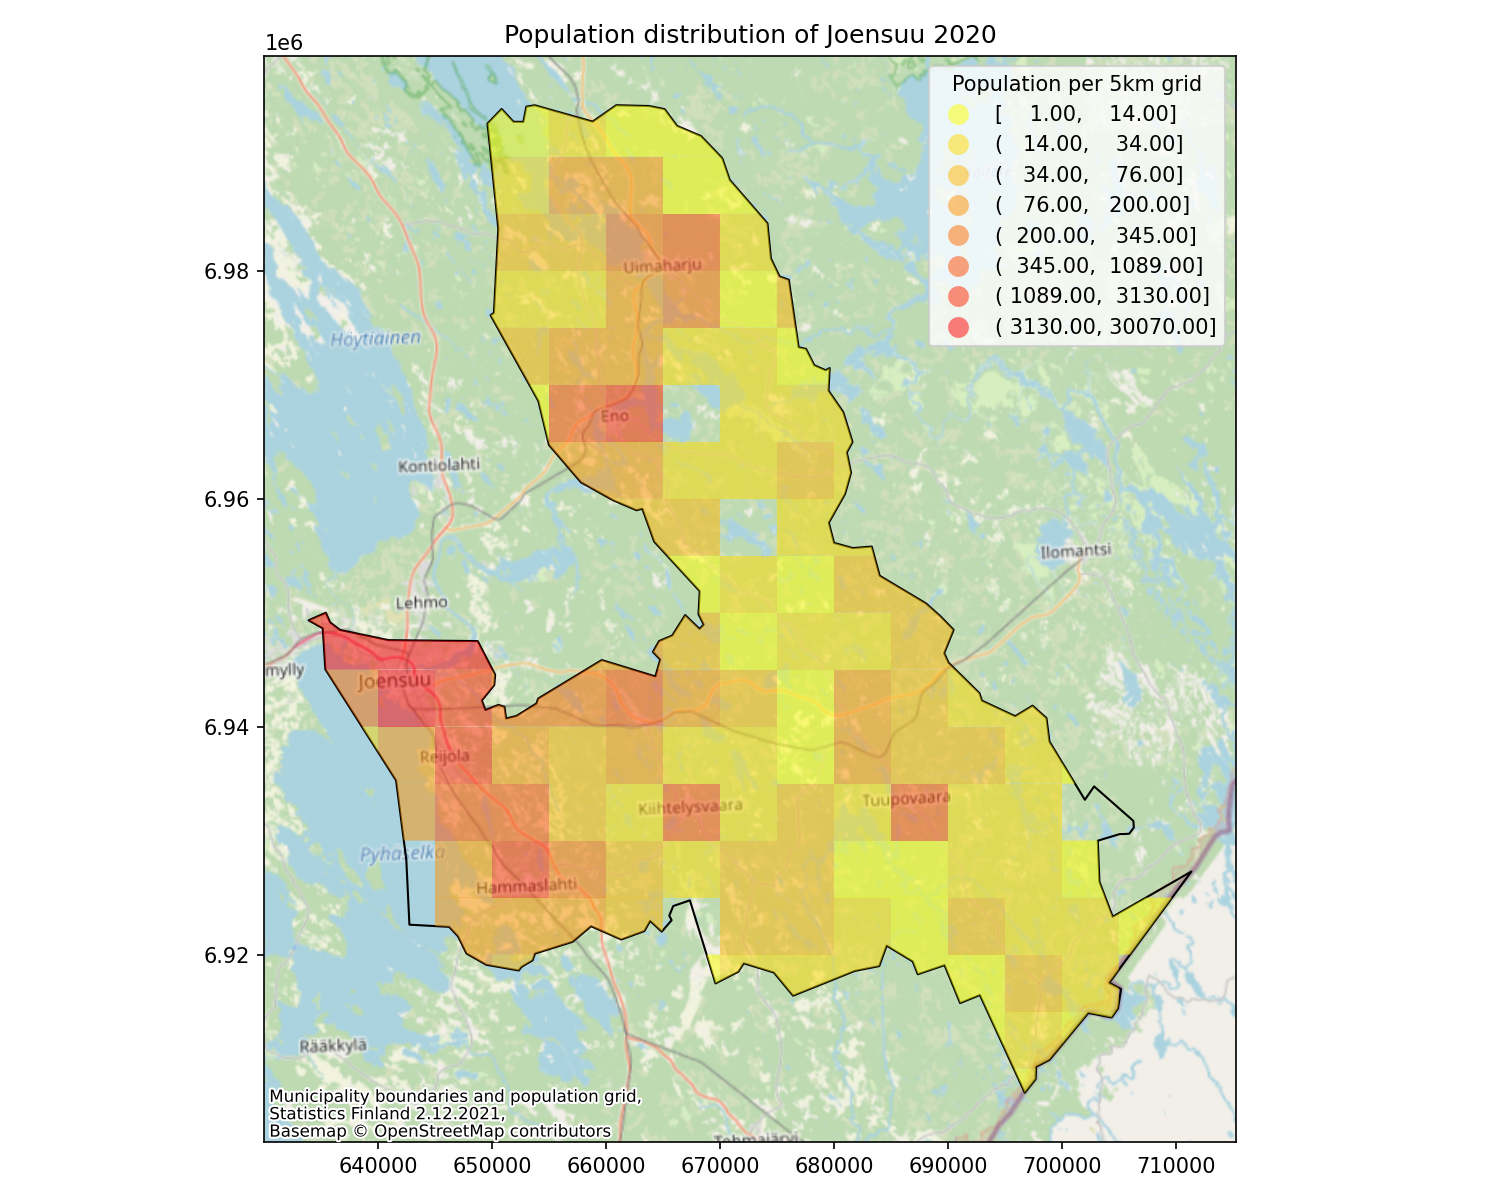 Population distribution of Joensuu 2020
1e6
Population per 5km grid
[ 1.00, 14.00]
( 14.00, 34.00]
( 34.00, 76.00]
( 76.00, 200.00]
( 200.00, 345.00]
( 345.00, 1089.00]
( 1089.00, 3130.00]
( 3130.00, 30070.00]
6.98
6.96
6.94
6.92
Uimaharju
Höytiäinen
Eno
Kontiolahti
Ilomantsi
Lehmo
mylly
Joensuu
Reijola
Kiihtelysvaara
Tuupovaara
Pyhäselkä
Hammaslahti
Rääkkylä
Tohmajärvi
Municipality boundaries and population grid,
Statistics Finland 2.12.2021,
Basemap © OpenStreetMap contributors
640000 650000 660000 670000 680000 690000 700000 710000